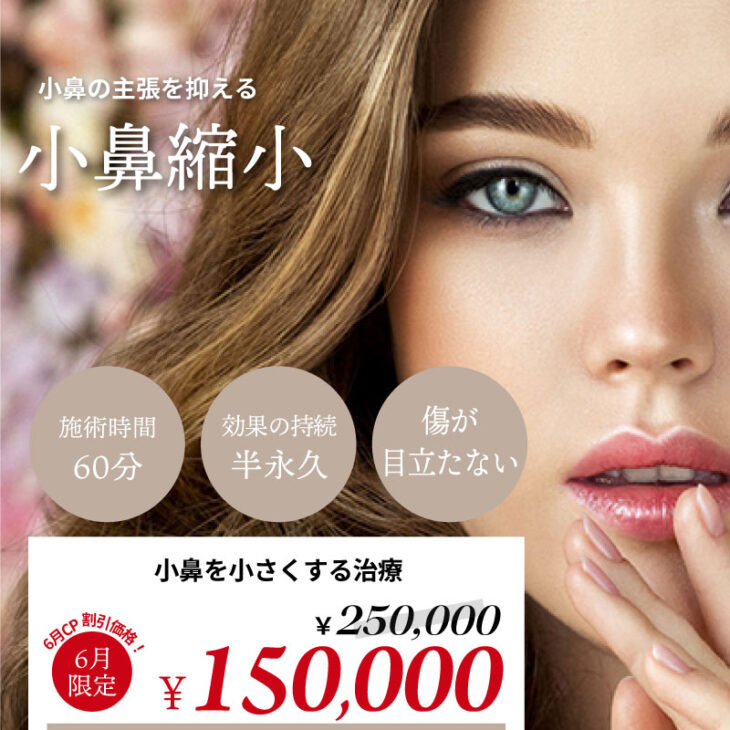 小鼻の主張を抑える
小鼻縮小
施術時間
60分
効果の持続
半永久
傷が
目立たない
小鼻を小さくする治療
¥250,000
6月CP 割引価格！
6月
限定
¥150,000